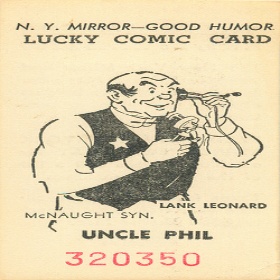 N. Y. MIRROR—GOOD HUMOR
LUCKY COMIC CARD
LANK LEONARD
McNAUGHT SYN.
UNCLE PHIL
320350